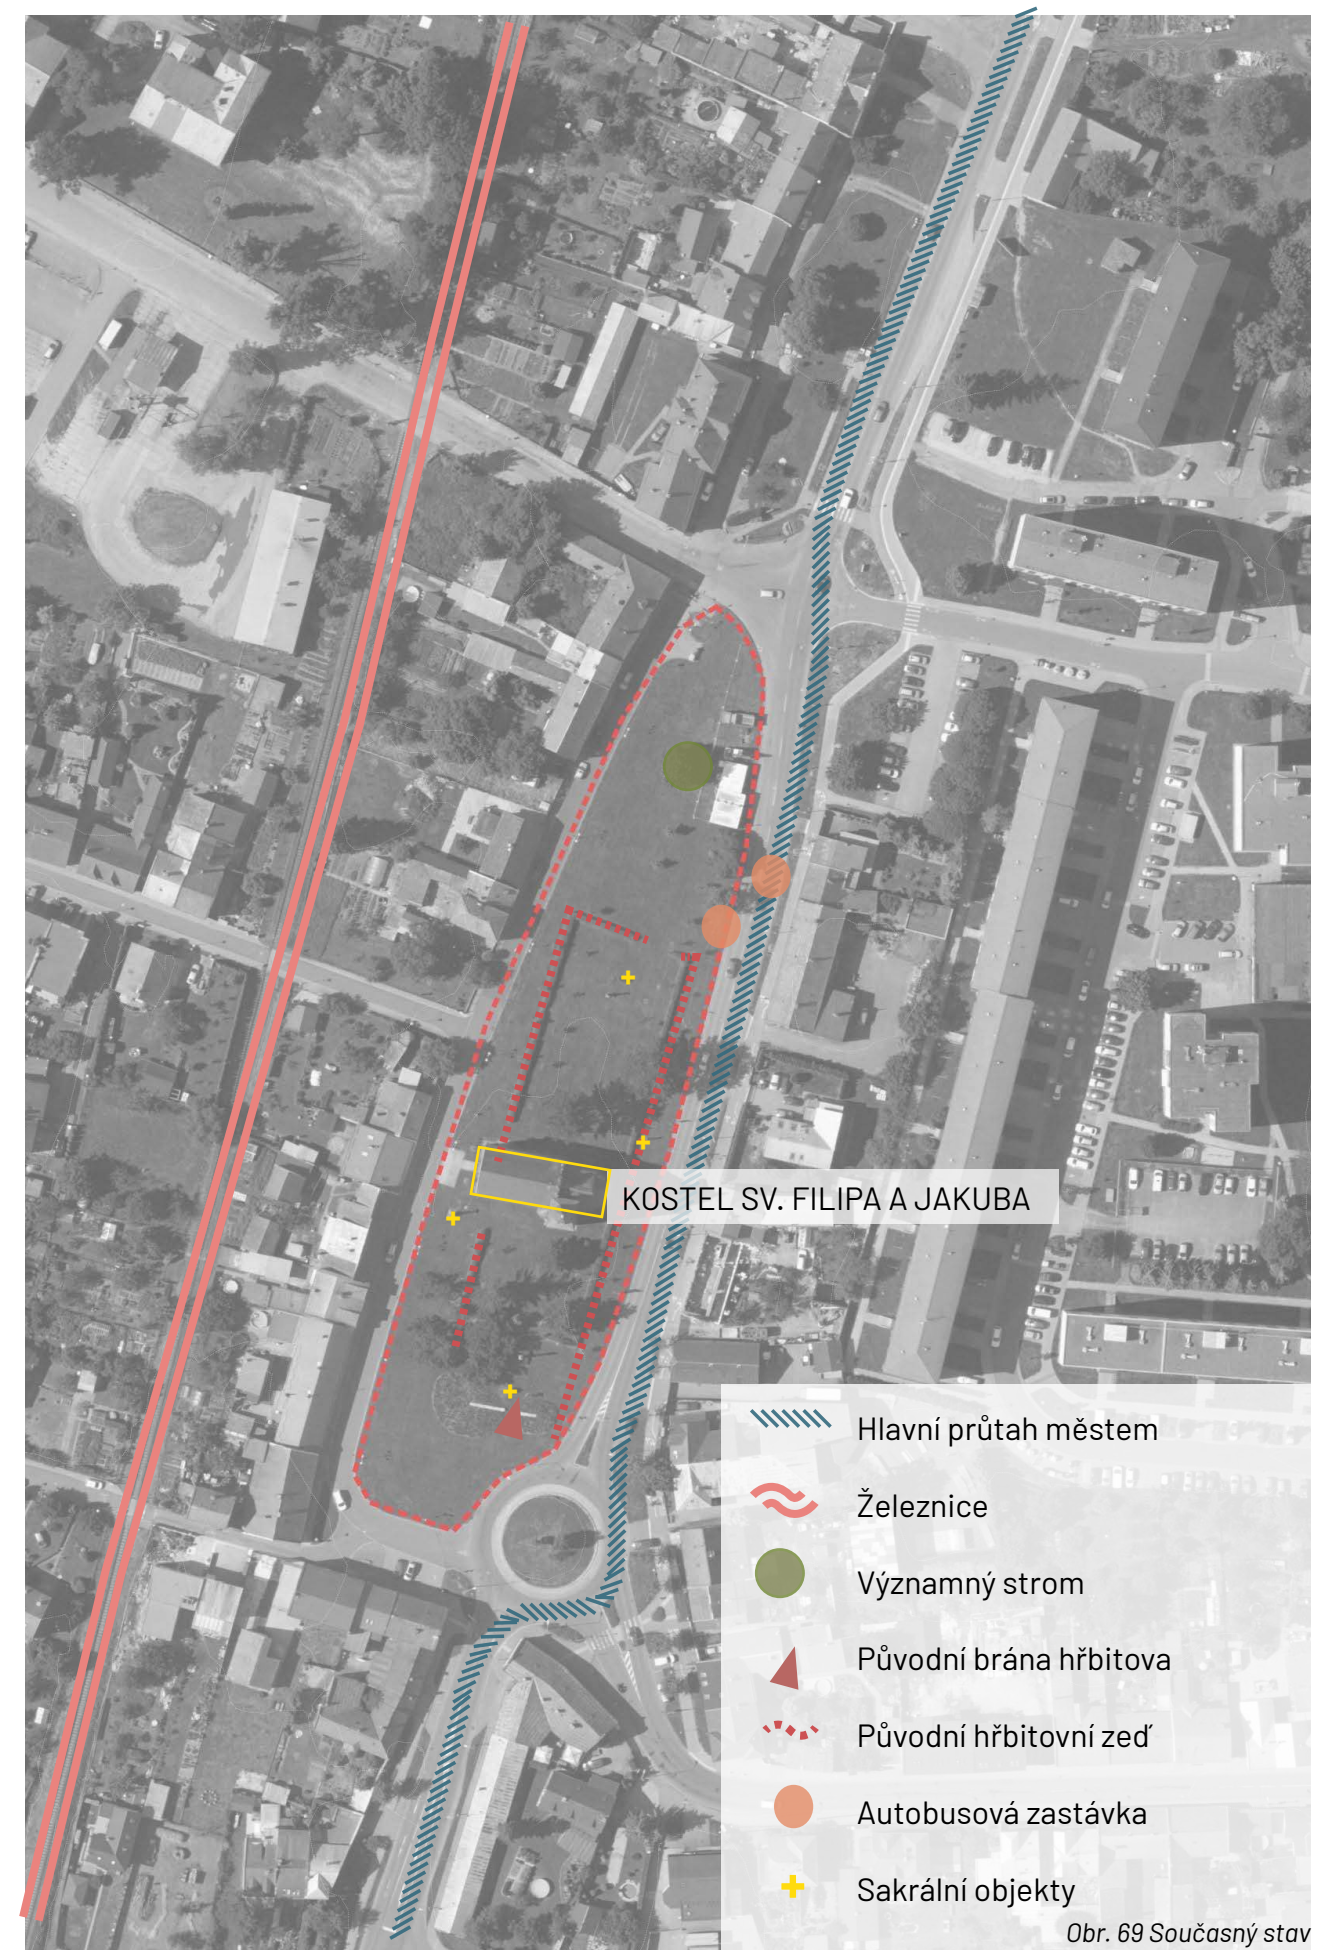 KOSTEL SV. FILIPA A JAKUBA
Hlavní průtah městem
Železnice
Významný strom
Původní brána hřbitova
Původní hřbitovní zeď
Autobusová zastávka
Sakrální objekty
Obr. 69 Současný stav